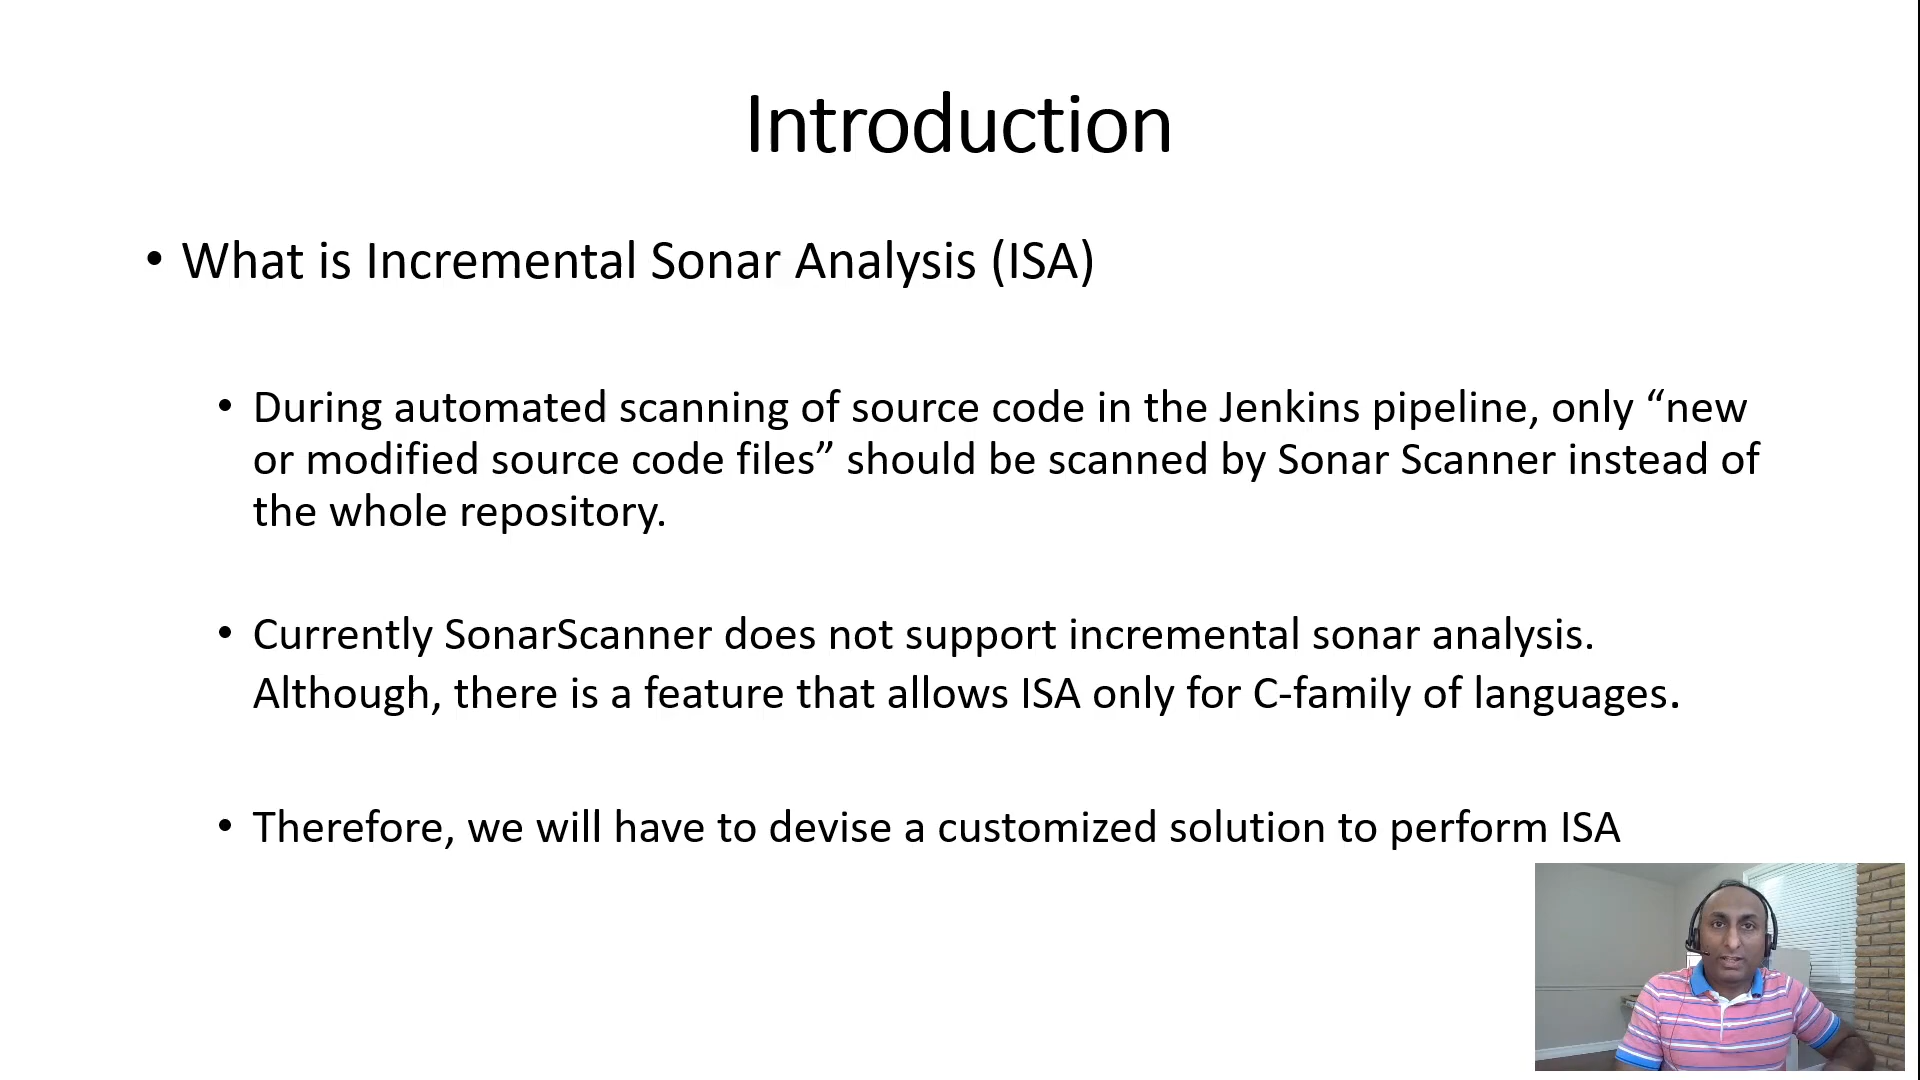 Introduction
• What is Incremental Sonar Analysis (ISA)
• During automated scanning of source code in the Jenkins pipeline, only “new
or modified source code files” should be scanned by Sonar Scanner instead of
the whole repository.
• Currently SonarScanner does not support incremental sonar analysis.
Although, there is a feature that allows ISA only for C-family of languages.
• Therefore, we will have to devise a customized solution to perform ISA